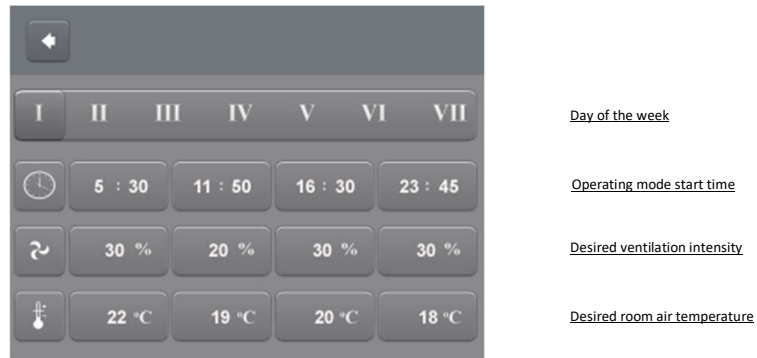 I II III IV V VI VII Day of the week
5 : 30 11 : 50 16 : 30 23 : 45 Operating mode start time
30 % 20 % 30 % 30 % Desired ventilation intensity
22 °C 19 °C 20 °C 18 °C Desired room air temperature